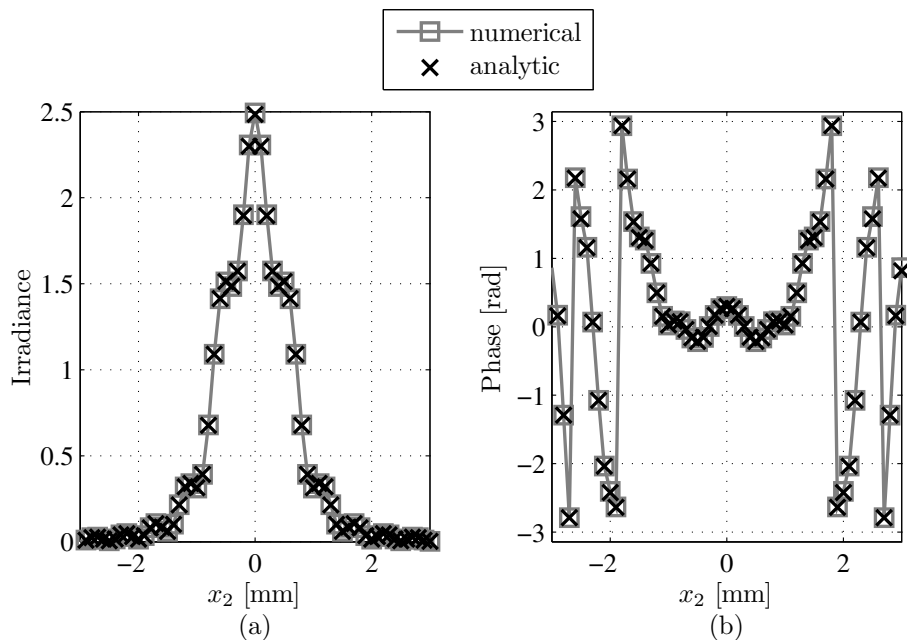 numerical
analytic
2.5
2
1.5
1
0.5
0
Irradiance
−2
0
2
x₂ [mm]
(a)
3
2
1
0
−1
−2
−3
Phase [rad]
−2
0
2
x₂ [mm]
(b)